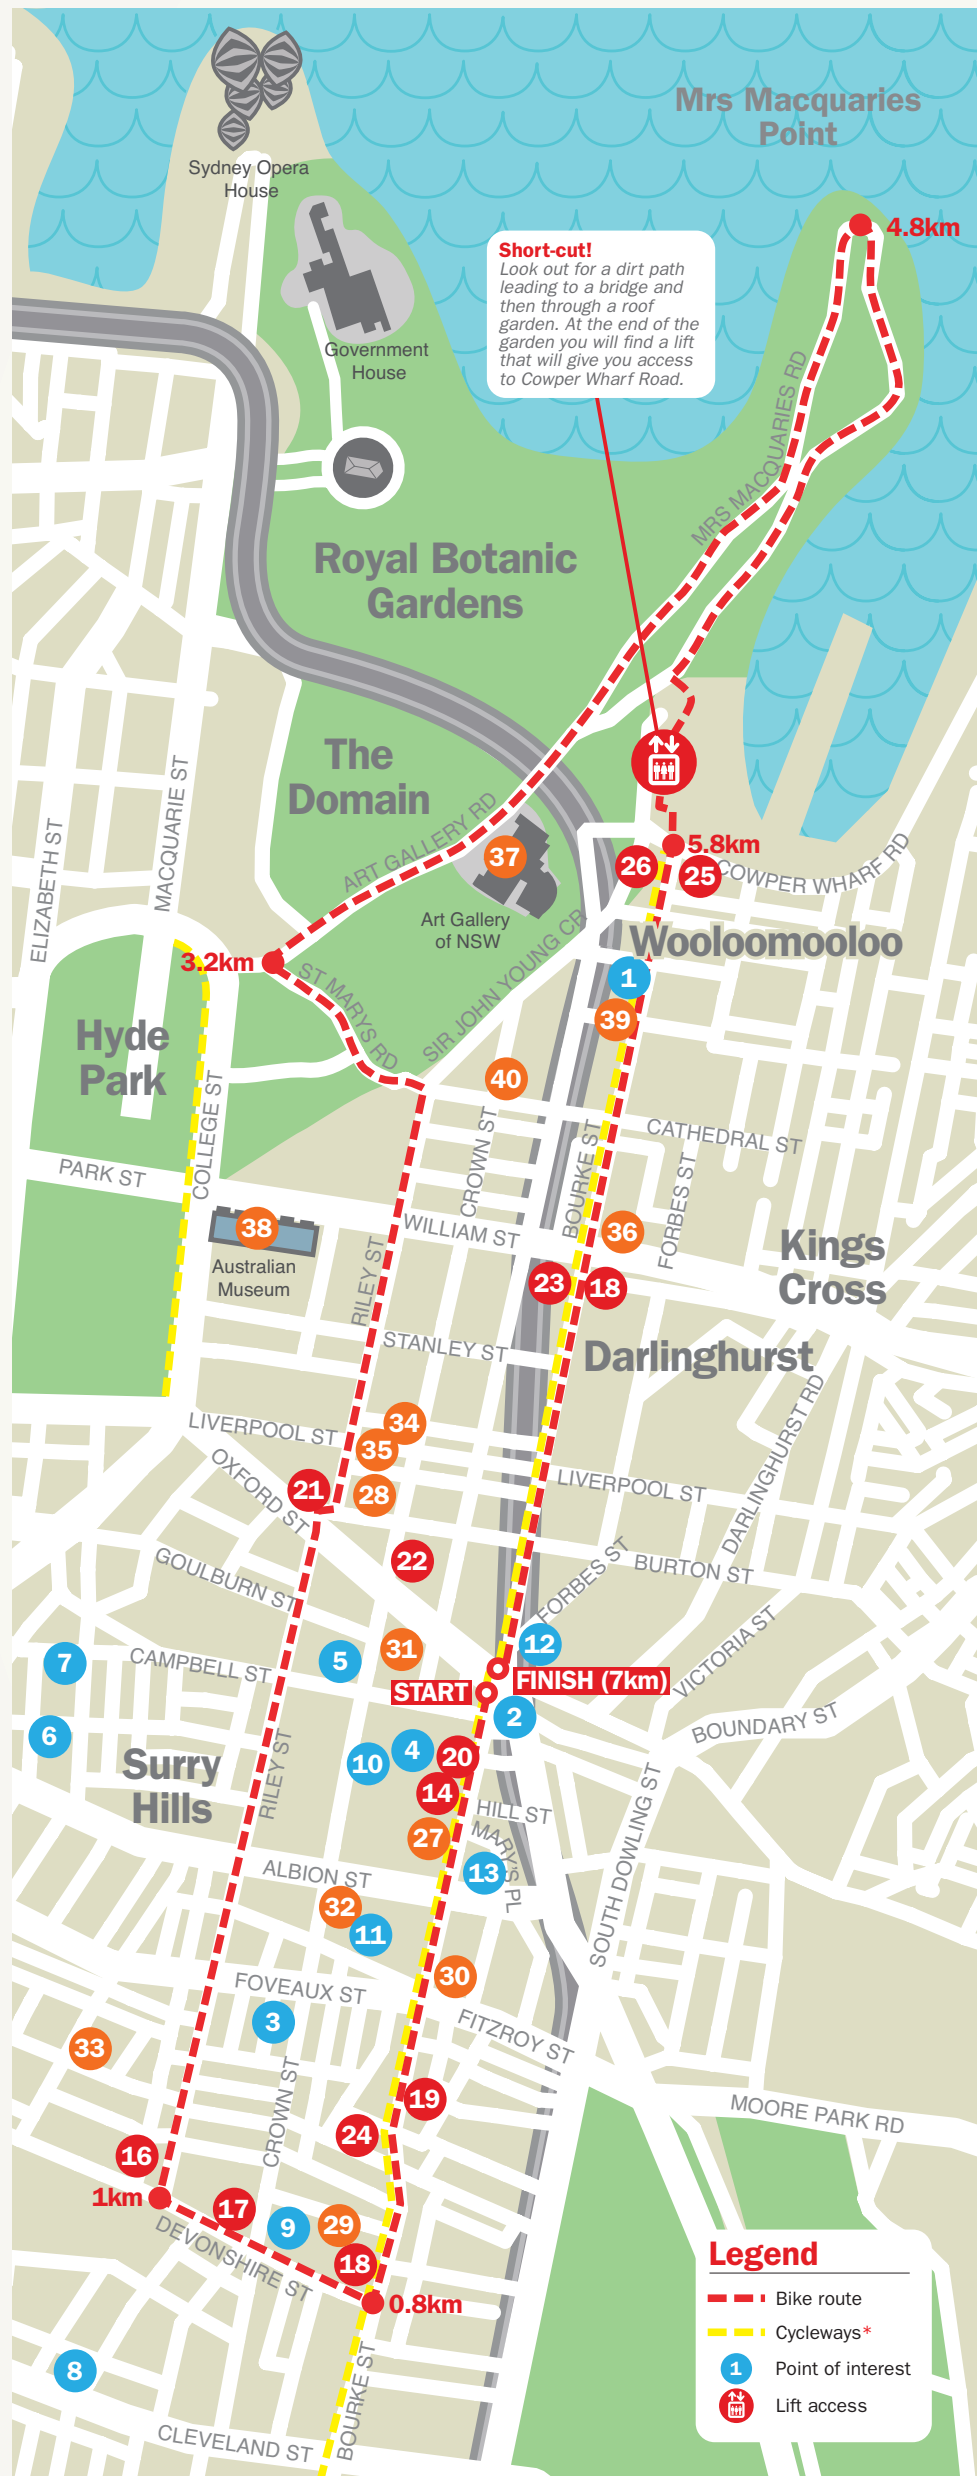 Mrs Macquaries
Point
Sydney Opera
House
4.8km
Short-cut!
Look out for a dirt path
leading to a bridge and
then through a roof
garden. At the end of the
garden you will find a lift
that will give you access
to Cowper Wharf Road.
Government
House
MRS MACQUARIES RD
Royal Botanic
Gardens
The
Domain
MACQUARIE ST
ELIZABETH ST
ART GALLERY RD
37
5.8km
26
25
COWPER WHARF RD
Art Gallery
of NSW
Wooloomooloo
3.2km
ST MARYS RD
SIR JOHN YOUNG CR
1
39
Hyde
Park
40
COLLEGE ST
CROWN ST
BOURKE ST
CATHEDRAL ST
FORBES ST
PARK ST
38
WILLIAM ST
36
Kings
Cross
Australian
Museum
RILEY ST
23
18
STANLEY ST
Darlinghurst
DARLINGHURST RD
LIVERPOOL ST
34
35
OXFORD ST
21
28
LIVERPOOL ST
22
GOULBURN ST
FORBES ST
BURTON ST
VICTORIA ST
7
CAMPBELL ST
5
31
12
START
FINISH (7km)
2
BOUNDARY ST
6
Surry
Hills
RILEY ST
10
4
20
14
HILL ST
MARY'S PL
SOUTH DOWLING ST
27
13
ALBION ST
32
11
FOVEAUX ST
30
3
FITZROY ST
33
CROWN ST
19
24
MOORE PARK RD
16
1km
17
9
29
DEVONSHIRE ST
18
0.8km
8
BOURKE ST
CLEVELAND ST
Legend
Bike route
Cycleways*
1
Point of interest
Lift access